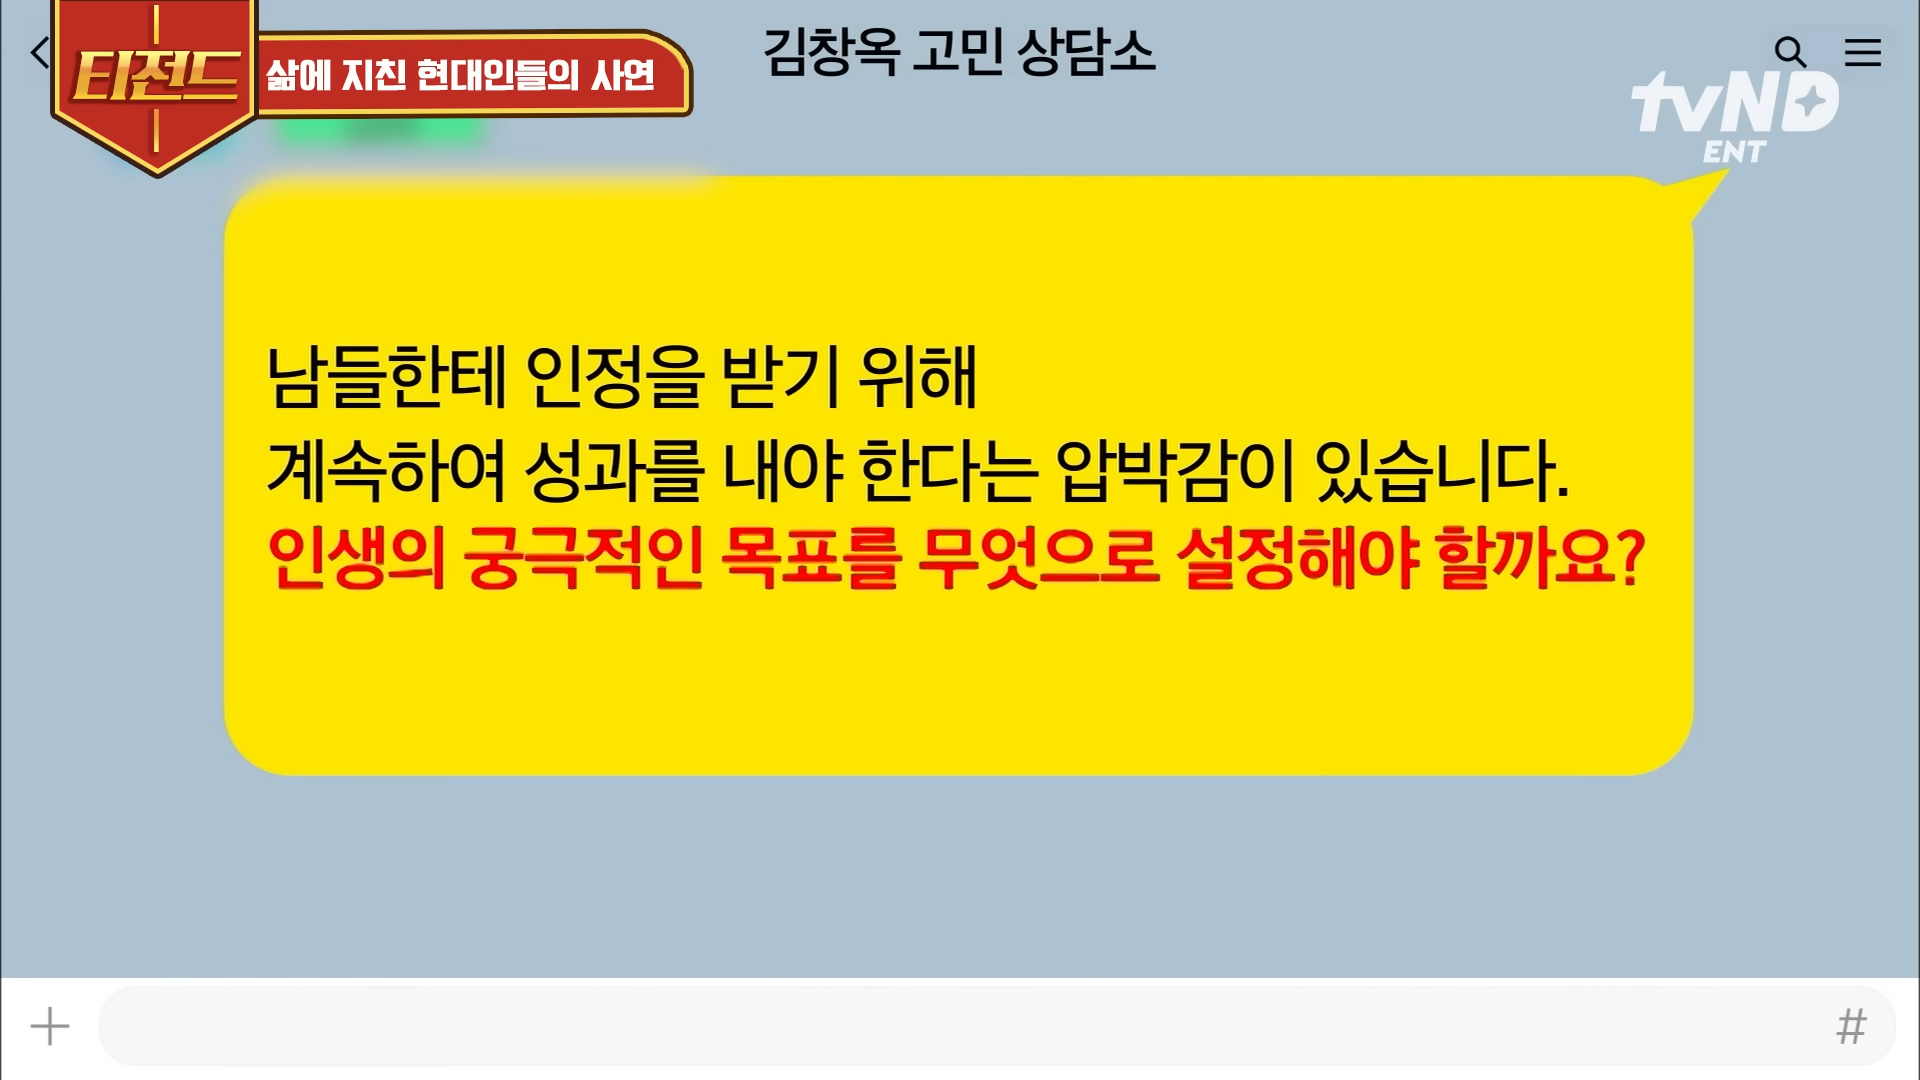 티전드
삶에 지친 현대인들의 사연
김창옥 고민 상담소
tvND
ENT
남들한테 인정을 받기 위해
계속하여 성과를 내야 한다는 압박감이 있습니다.
인생의 궁극적인 목표를 무엇으로 설정해야 할까요?
#